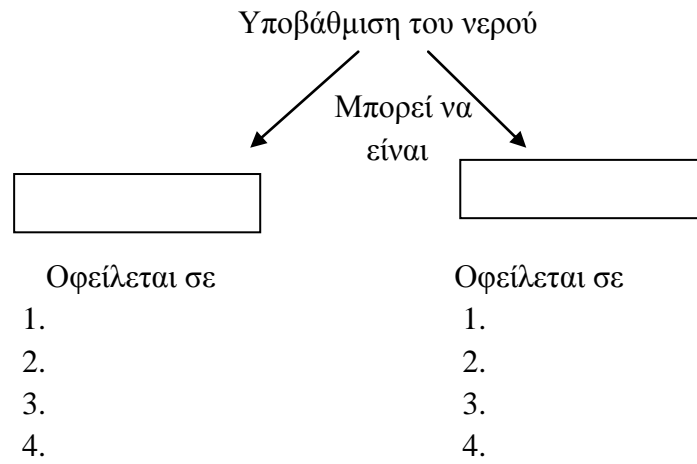 Υποβάθμιση του νερού
Μπορεί να
είναι
Οφείλεται σε
1.
2.
3.
4.
Οφείλεται σε
1.
2.
3.
4.